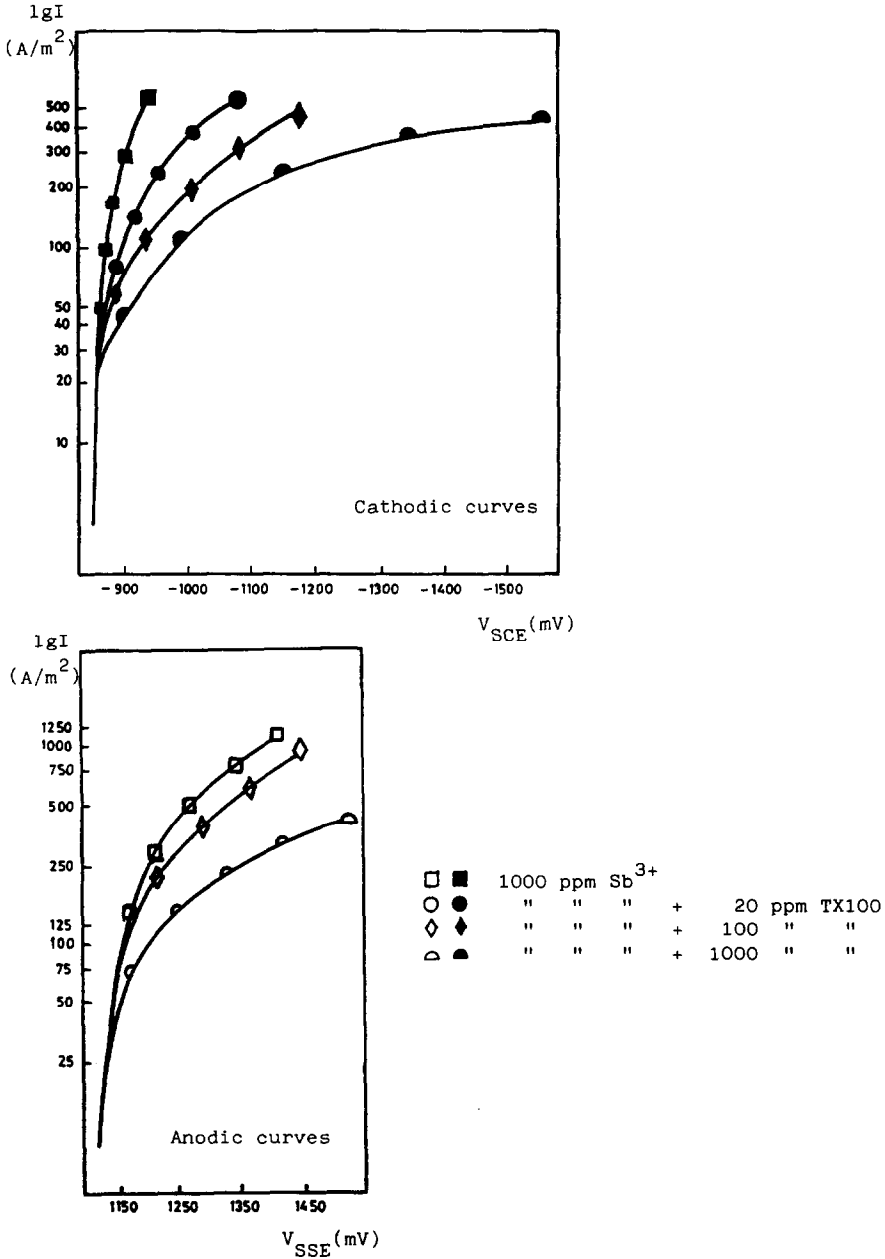 lgI
(A/m²)
500
400
300
200
100
50
40
30
20
10
Cathodic curves
-900 -1000 -1100 -1200 -1300 -1400 -1500
V_SCE(mV)
lgI
(A/m²)
1250
1000
750
500
250
125
100
75
50
25
Anodic curves
1150 1250 1350 1450
V_SSE(mV)
1000 ppm Sb³⁺
" " " + 20 ppm TX100
" " " + 100 " "
" " " + 1000 " "